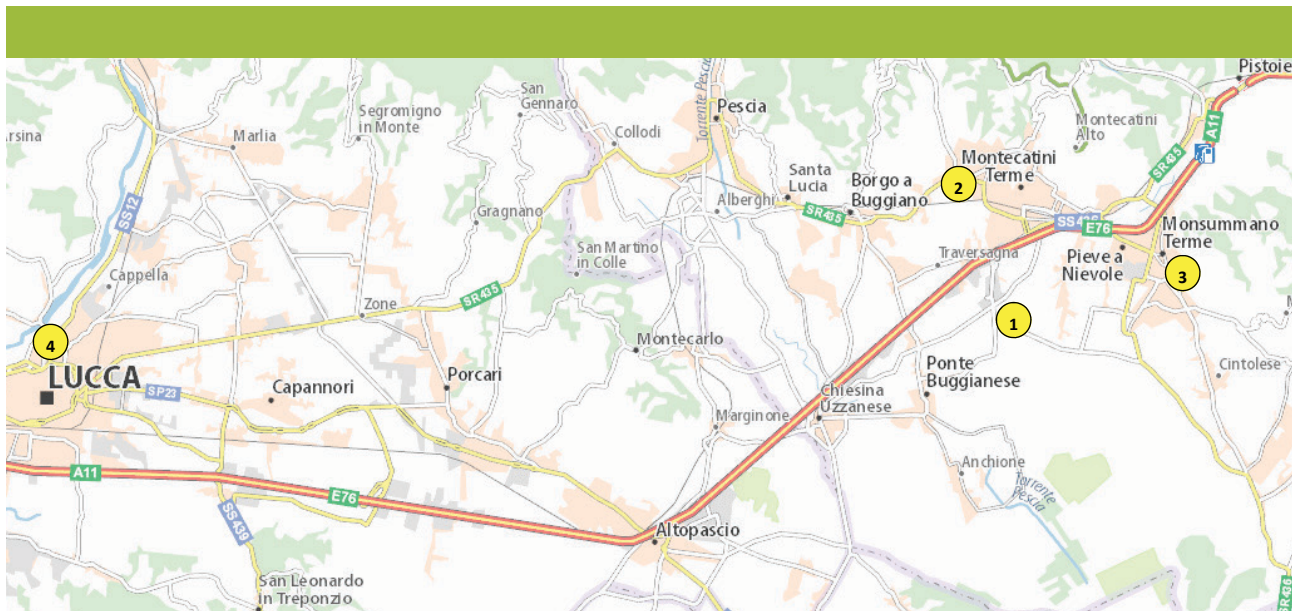 Pistoie
San
Gennaro
Segromigno
in Monte
Torrente Pescia
Pescia
Montecatini
Alto
A11
arsina
Marlia
Collodi
SR435
Santa
Lucia
Borgo a
Buggiano
2
Montecatini
Terme
SS12
Gragnano
Alberghi
SR435
E76
Monsummano
Terme
San Martino
in Colle
Traversagna
Pieve a
Nievole
Cappella
3
SR435
Zone
1
4
Montecarlo
LUCCA
SP23
Capannori
Porcari
Ponte
Buggianese
Cintolese
Chiesina
Uzzanese
Marginone
A11
E76
Anchione
Torrente
Pescia
SS439
Altopascio
San Leonardo
in Treponzio